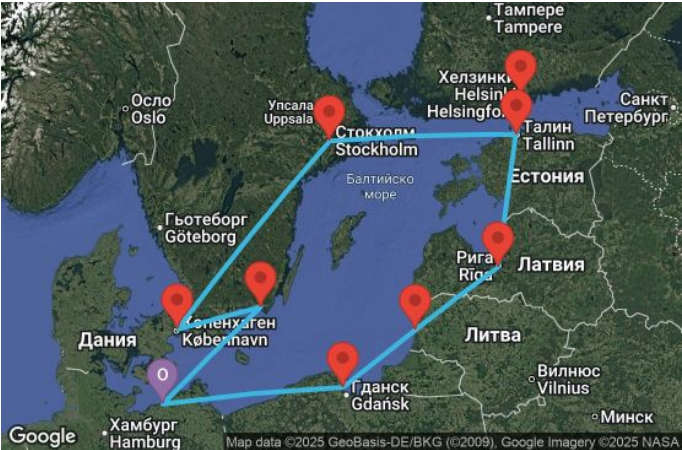 Тампере
Tampere
Хелзинки
Helsinki
Helsingfo
Осло
Oslo
Упсала
Uppsala
Санкт
Петербург
Стокхолм
Stockholm
Талин
Tallinn
Балтийско
море
Естония
Гьотеборг
Göteborg
Рига
Rīga
Латвия
Копенхаген
København
Дания
Литва
O
Вилнюс
Vilnius
Гданск
Gdańsk
Минск
Хамбург
Hamburg
Google
Map data ©2025 GeoBasis-DE/BKG (©2009), Google Imagery ©2025 NASA